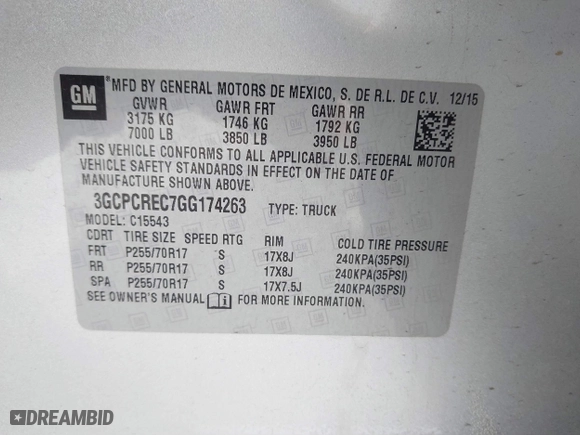 GM
MFD BY GENERAL MOTORS DE MEXICO, S. DE R.L. DE C.V. 12/15
GVWR GAWR FRT GAWR RR
3175 KG 1746 KG 1792 KG
7000 LB 3850 LB 3950 LB
THIS VEHICLE CONFORMS TO ALL APPLICABLE U.S. FEDERAL MOTOR
VEHICLE SAFETY STANDARDS IN EFFECT ON THE DATE OF
MANUFACTURE SHOWN ABOVE.
3GCPCREC7GG174263 TYPE: TRUCK
MODEL: C15543
CDRT TIRE SIZE SPEED RTG RIM COLD TIRE PRESSURE
FRT P255/70R17 S 17X8J 240KPA(35PSI)
RR P255/70R17 S 17X8J 240KPA(35PSI)
SPA P255/70R17 S 17X7.5J 240KPA(35PSI)
SEE OWNER'S MANUAL FOR MORE INFORMATION.
DREAMBID